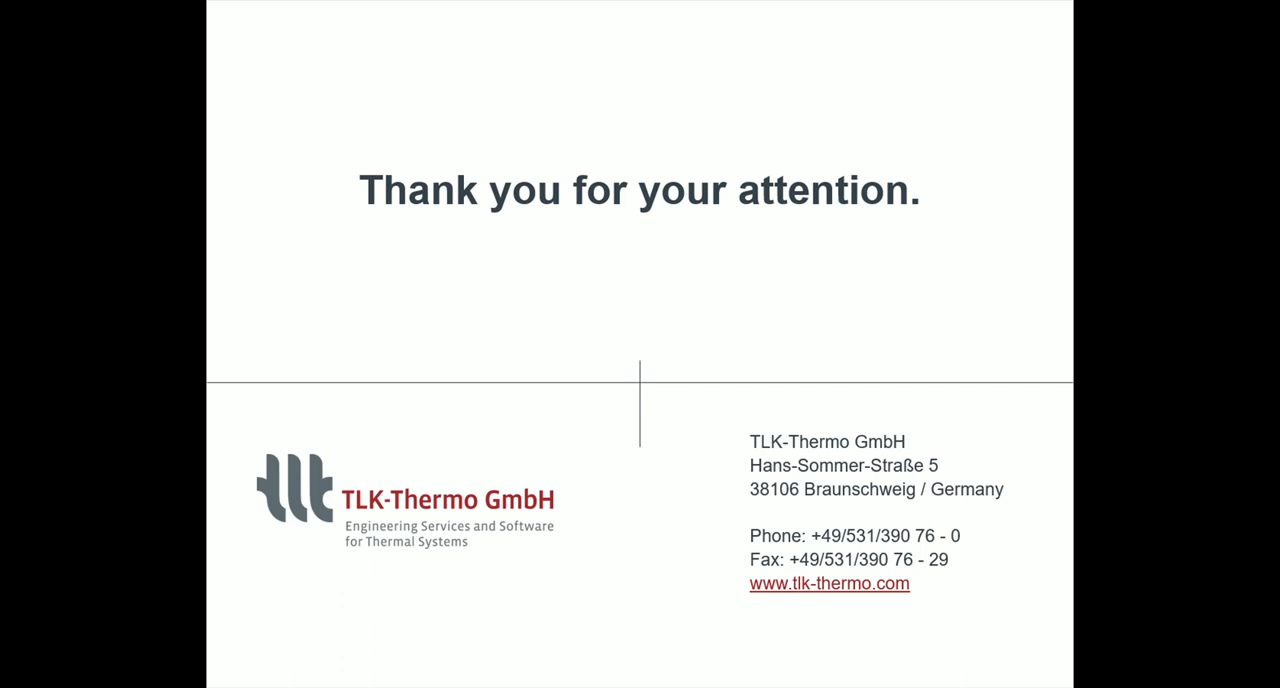 Thank you for your attention.
TLK-Thermo GmbH
Engineering Services and Software
for Thermal Systems
TLK-Thermo GmbH
Hans-Sommer-Straße 5
38106 Braunschweig / Germany
Phone: +49/531/390 76 - 0
Fax: +49/531/390 76 - 29
www.tlk-thermo.com